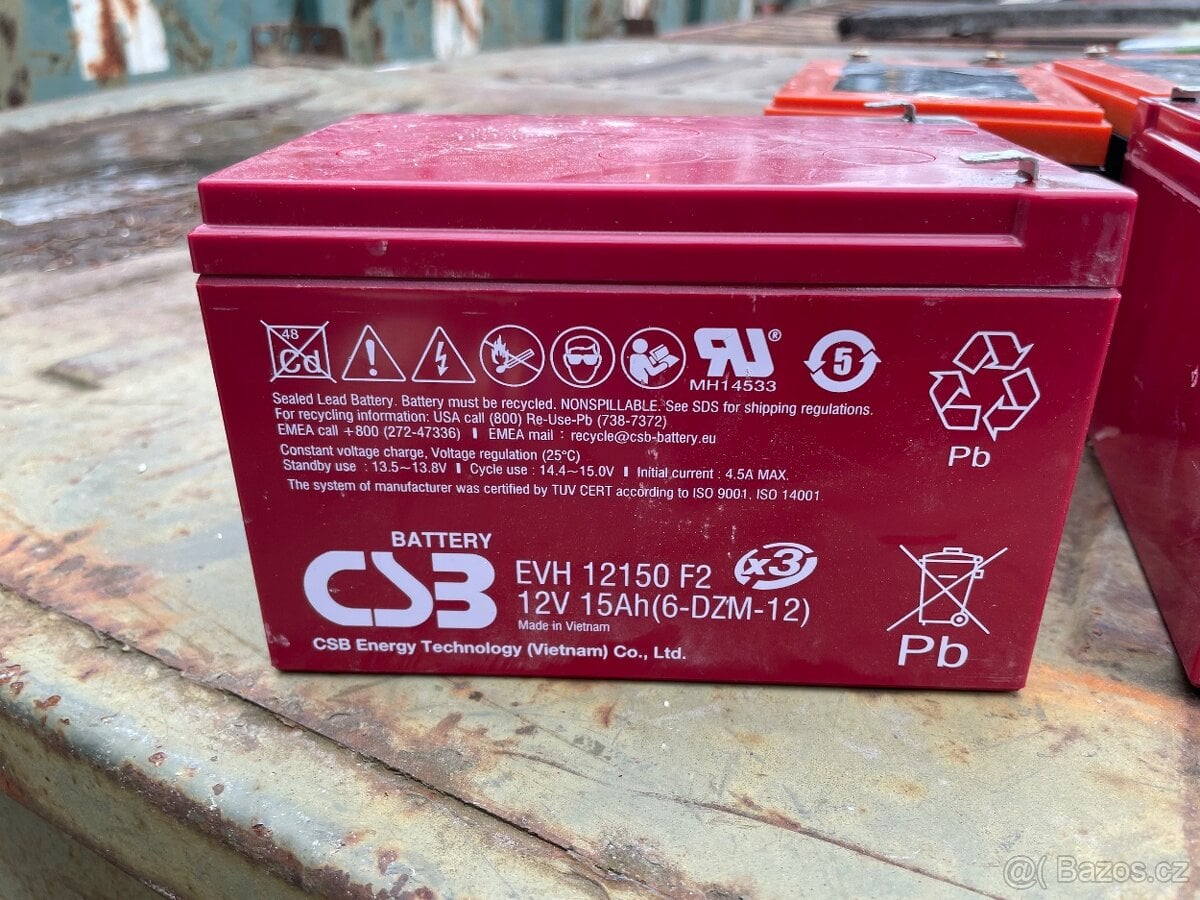 48
Cd
RU®
MH14533
5
Sealed Lead Battery. Battery must be recycled. NONSPILLABLE. See SDS for shipping regulations.
For recycling information: USA call (800) Re-Use-Pb (738-7372)
EMEA call +800 (272-47336) | EMEA mail : recycle@csb-battery.eu
Constant voltage charge, Voltage regulation (25°C)
Standby use : 13.5~13.8V | Cycle use : 14.4~15.0V | Initial current : 4.5A MAX.
The system of manufacturer was certified by TUV CERT according to ISO 9001, ISO 14001.
Pb
BATTERY
CSB
EVH 12150 F2
x3
12V 15Ah(6-DZM-12)
Made in Vietnam
CSB Energy Technology (Vietnam) Co., Ltd.
Pb
@( Bazos.cz